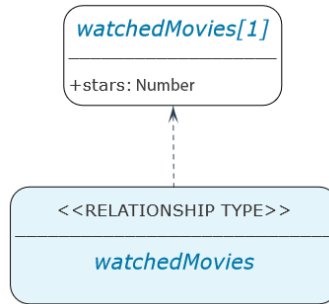 watchedMovies[1]
+stars: Number
<<RELATIONSHIP TYPE>>
watchedMovies